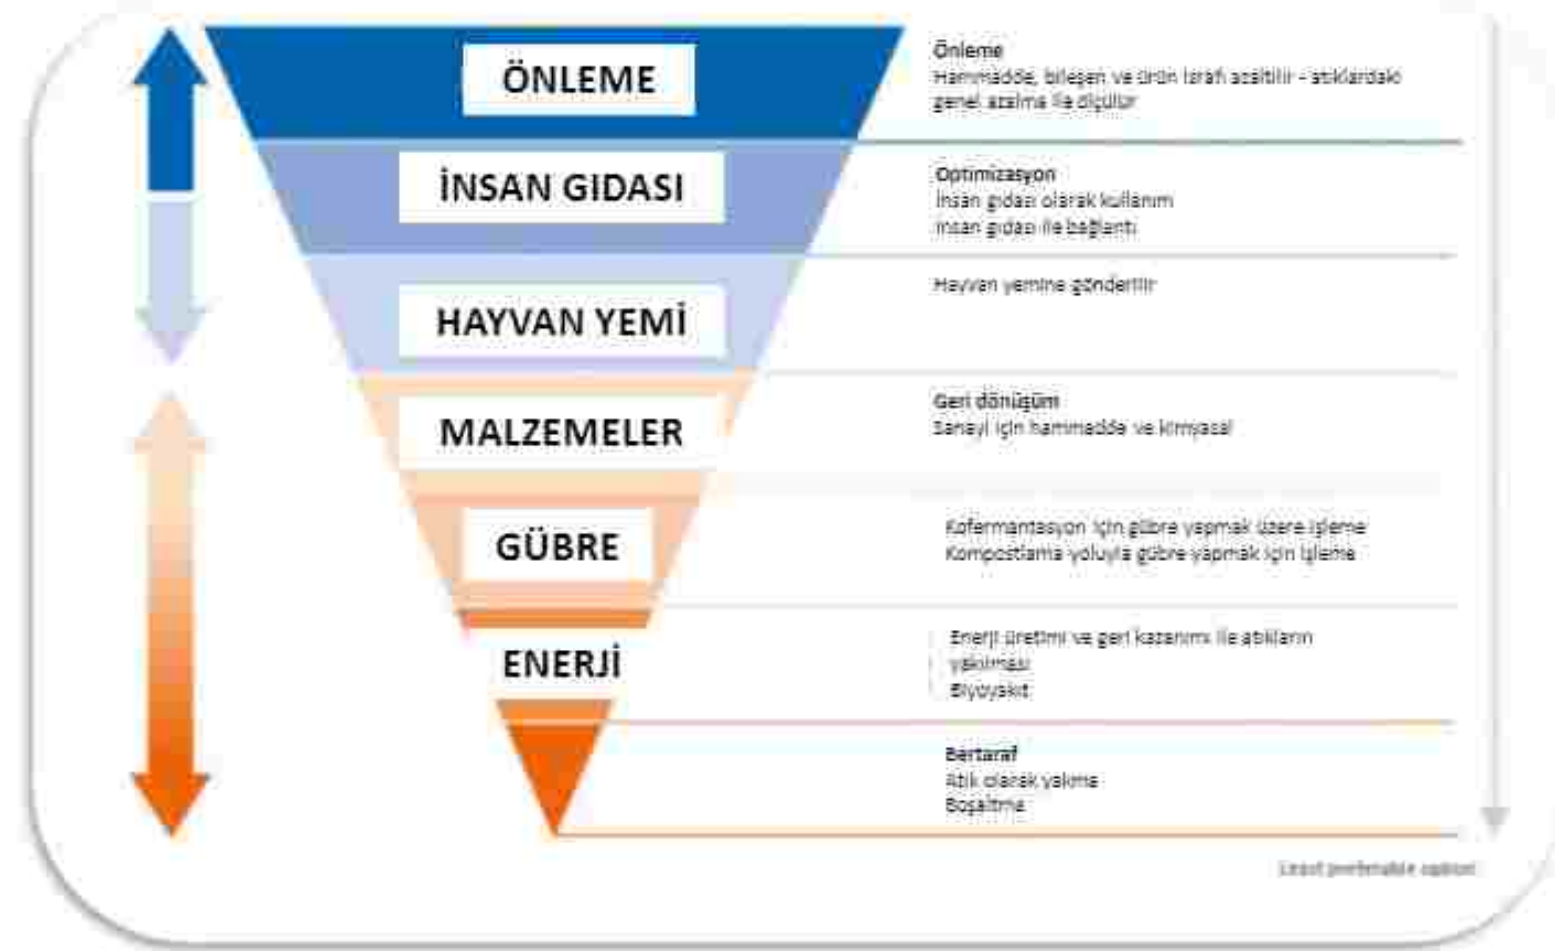 ÖNLEME
Önleme
Hammadde, bileşen ve ürün israfı azaltılır - atıklardaki
genel azalma ile ölçülür
İNSAN GIDASI
Optimizasyon
İnsan gıdası olarak kullanım
İnsan gıdası ile bağlantı
HAYVAN YEMİ
Hayvan yemine gönderilir
MALZEMELER
Geri dönüşüm
Sanayi için hammadde ve kimyasal
GÜBRE
Kofermantasyon için gübre yapmak üzere işleme
Kompostlama yoluyla gübre yapmak için işleme
ENERJİ
Enerji üretimi ve geri kazanımı ile atıkların
yakılması
Biyoyakıt
Bertaraf
Atık olarak yakma
Boşaltma
Least preferable option